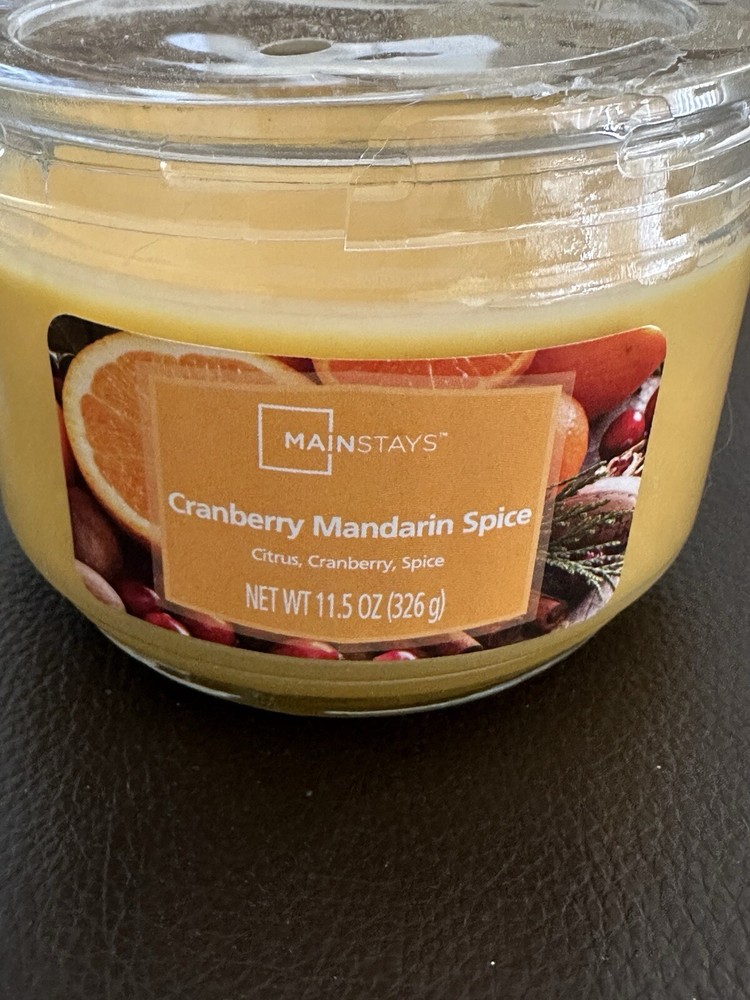 MAINSTAYS™
Cranberry Mandarin Spice
Citrus, Cranberry, Spice
NET WT 11.5 OZ (326 g)